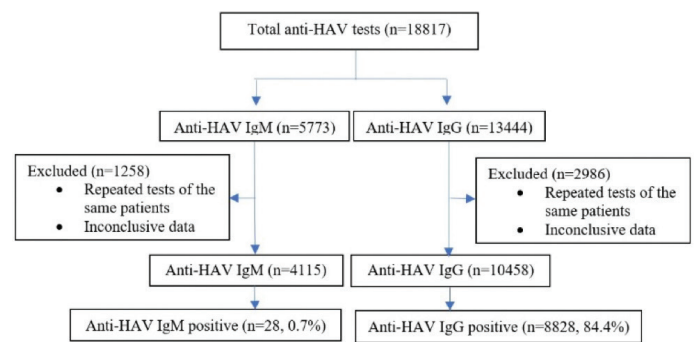 Total anti-HAV tests (n=18817)
Anti-HAV IgM (n=5773)
Anti-HAV IgG (n=13444)
Excluded (n=1258)
• Repeated tests of the
same patients
• Inconclusive data
Excluded (n=2986)
• Repeated tests of the
same patients
• Inconclusive data
Anti-HAV IgM (n=4115)
Anti-HAV IgG (n=10458)
Anti-HAV IgM positive (n=28, 0.7%)
Anti-HAV IgG positive (n=8828, 84.4%)